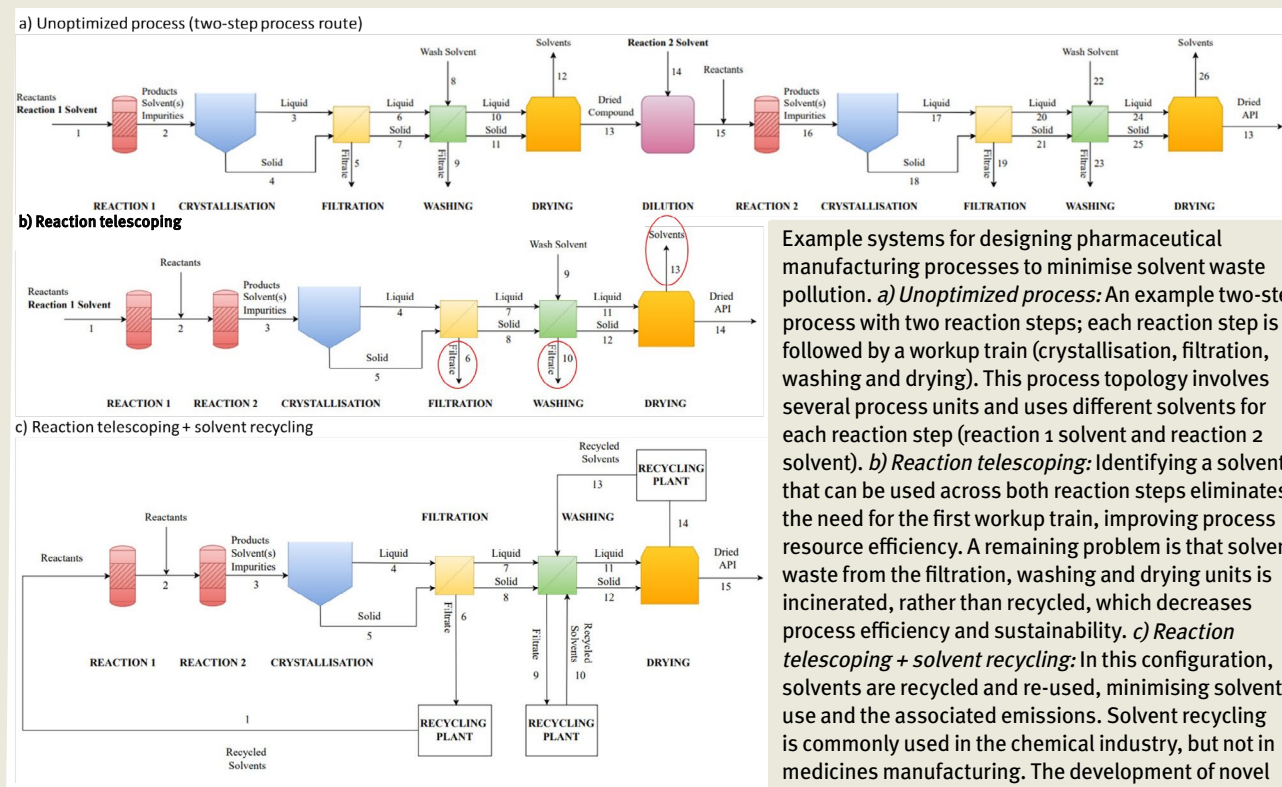 a) Unoptimized process (two-step process route)
Solvents
Reaction 2 Solvent
Solvents
Wash Solvent
Wash Solvent
12
14
Reactants
26
8
22
Reactants
Reaction 1 Solvent
Products
Solvent(s)
Impurities
Liquid
Liquid
Liquid
Dried
Compound
Products
Solvent(s)
Impurities
Liquid
Liquid
Liquid
Dried
API
1
2
3
6
10
13
15
16
17
20
24
13
Solid
Solid
Solid
Solid
7
11
21
25
Solid
Filtrate
5
Filtrate
9
Solid
Filtrate
19
Filtrate
23
4
18
REACTION 1
CRYSTALLISATION
FILTRATION
WASHING
DRYING
DILUTION
REACTION 2
CRYSTALLISATION
FILTRATION
WASHING
DRYING
b) Reaction telescoping
Solvents
Wash Solvent
13
Reactants
9
Reactants
Reaction 1 Solvent
Products
Solvent(s)
Impurities
Liquid
Liquid
Liquid
Dried
API
1
2
3
4
7
11
14
Solid
Solid
8
12
Solid
5
Filtrate
6
Filtrate
10
REACTION 1
REACTION 2
CRYSTALLISATION
FILTRATION
WASHING
DRYING
c) Reaction telescoping + solvent recycling
Recycled
Solvents
13
RECYCLING
PLANT
FILTRATION
WASHING
14
Reactants
Reactants
Products
Solvent(s)
Impurities
Liquid
Liquid
Liquid
Dried
API
2
3
4
7
11
15
Solid
Solid
8
12
Solid
5
Filtrate
6
Filtrate
9
Recycled
Solvents
10
REACTION 1
REACTION 2
CRYSTALLISATION
DRYING
1
Recycled
Solvents
RECYCLING
PLANT
RECYCLING
PLANT
Example systems for designing pharmaceutical
manufacturing processes to minimise solvent waste
pollution. a) Unoptimized process: An example two-ste
process with two reaction steps; each reaction step is
followed by a workup train (crystallisation, filtration,
washing and drying). This process topology involves
several process units and uses different solvents for
each reaction step (reaction 1 solvent and reaction 2
solvent). b) Reaction telescoping: Identifying a solvent
that can be used across both reaction steps eliminates
the need for the first workup train, improving process
resource efficiency. A remaining problem is that solven
waste from the filtration, washing and drying units is
incinerated, rather than recycled, which decreases
process efficiency and sustainability. c) Reaction
telescoping + solvent recycling: In this configuration,
solvents are recycled and re-used, minimising solvent
use and the associated emissions. Solvent recycling
is commonly used in the chemical industry, but not in
medicines manufacturing. The development of novel